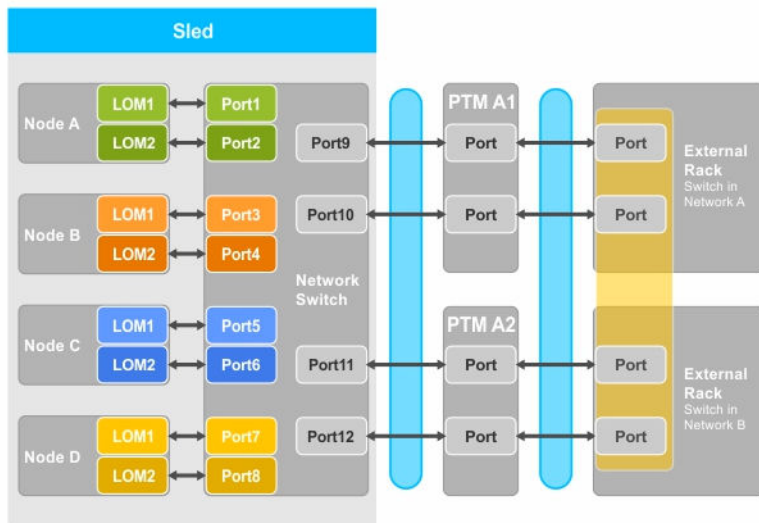 Sled
Node A
LOM1
LOM2
Port1
Port2
Node B
LOM1
LOM2
Port3
Port4
Node C
LOM1
LOM2
Port5
Port6
Node D
LOM1
LOM2
Port7
Port8
Port9
Port10
Network
Switch
Port11
Port12
PTM A1
Port
Port
PTM A2
Port
Port
Port
Port
External
Rack
Switch in
Network A
Port
Port
External
Rack
Switch in
Network B